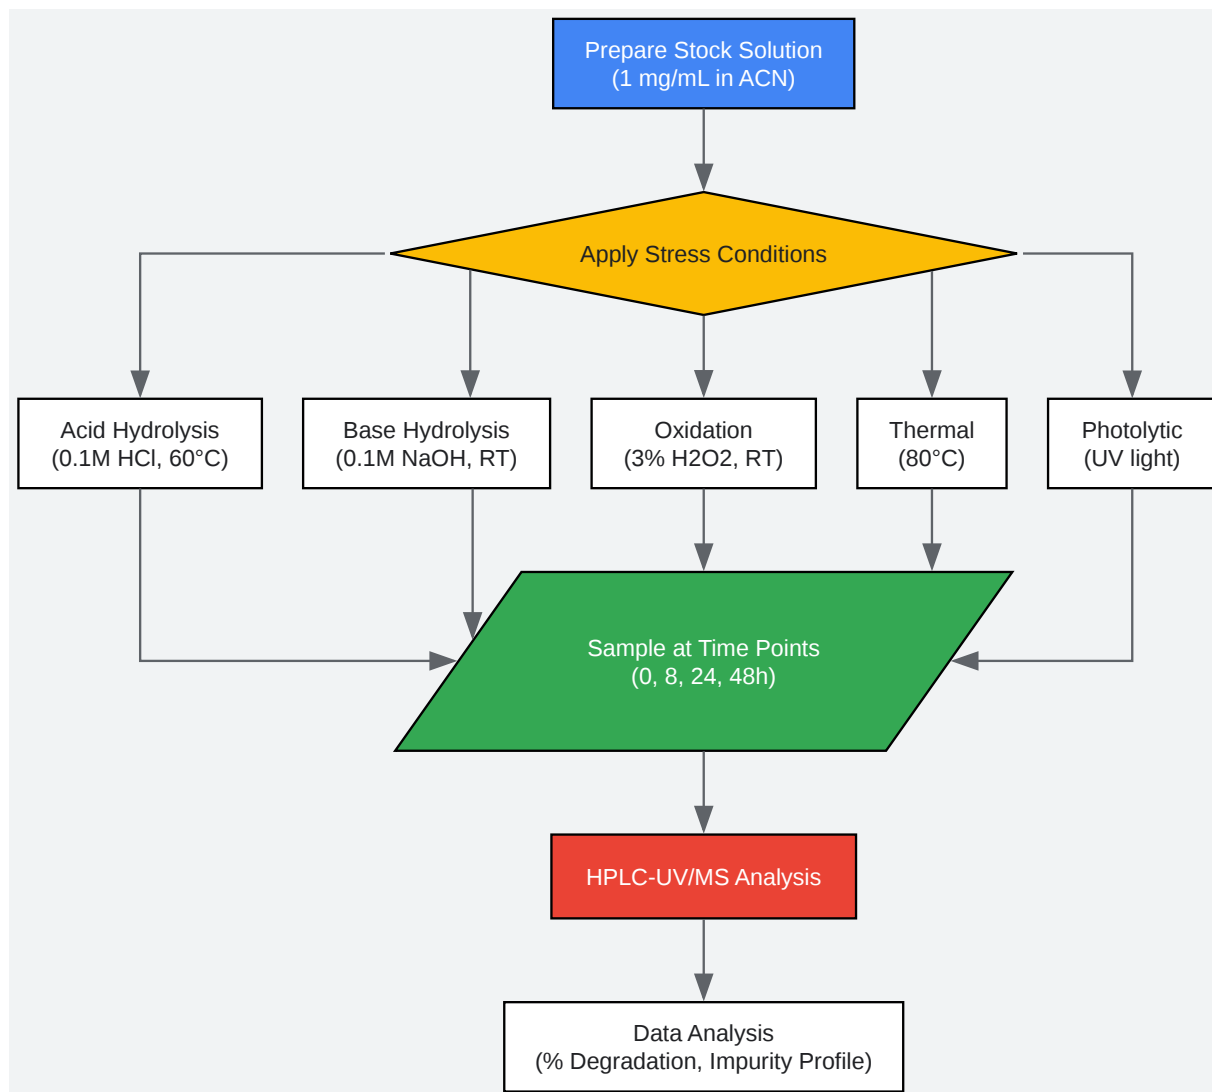 Prepare Stock Solution
(1 mg/mL in ACN)
Apply Stress Conditions
Acid Hydrolysis
(0.1M HCl, 60°C)
Base Hydrolysis
(0.1M NaOH, RT)
Oxidation
(3% H2O2, RT)
Thermal
(80°C)
Photolytic
(UV light)
Sample at Time Points
(0, 8, 24, 48h)
HPLC-UV/MS Analysis
Data Analysis
(% Degradation, Impurity Profile)